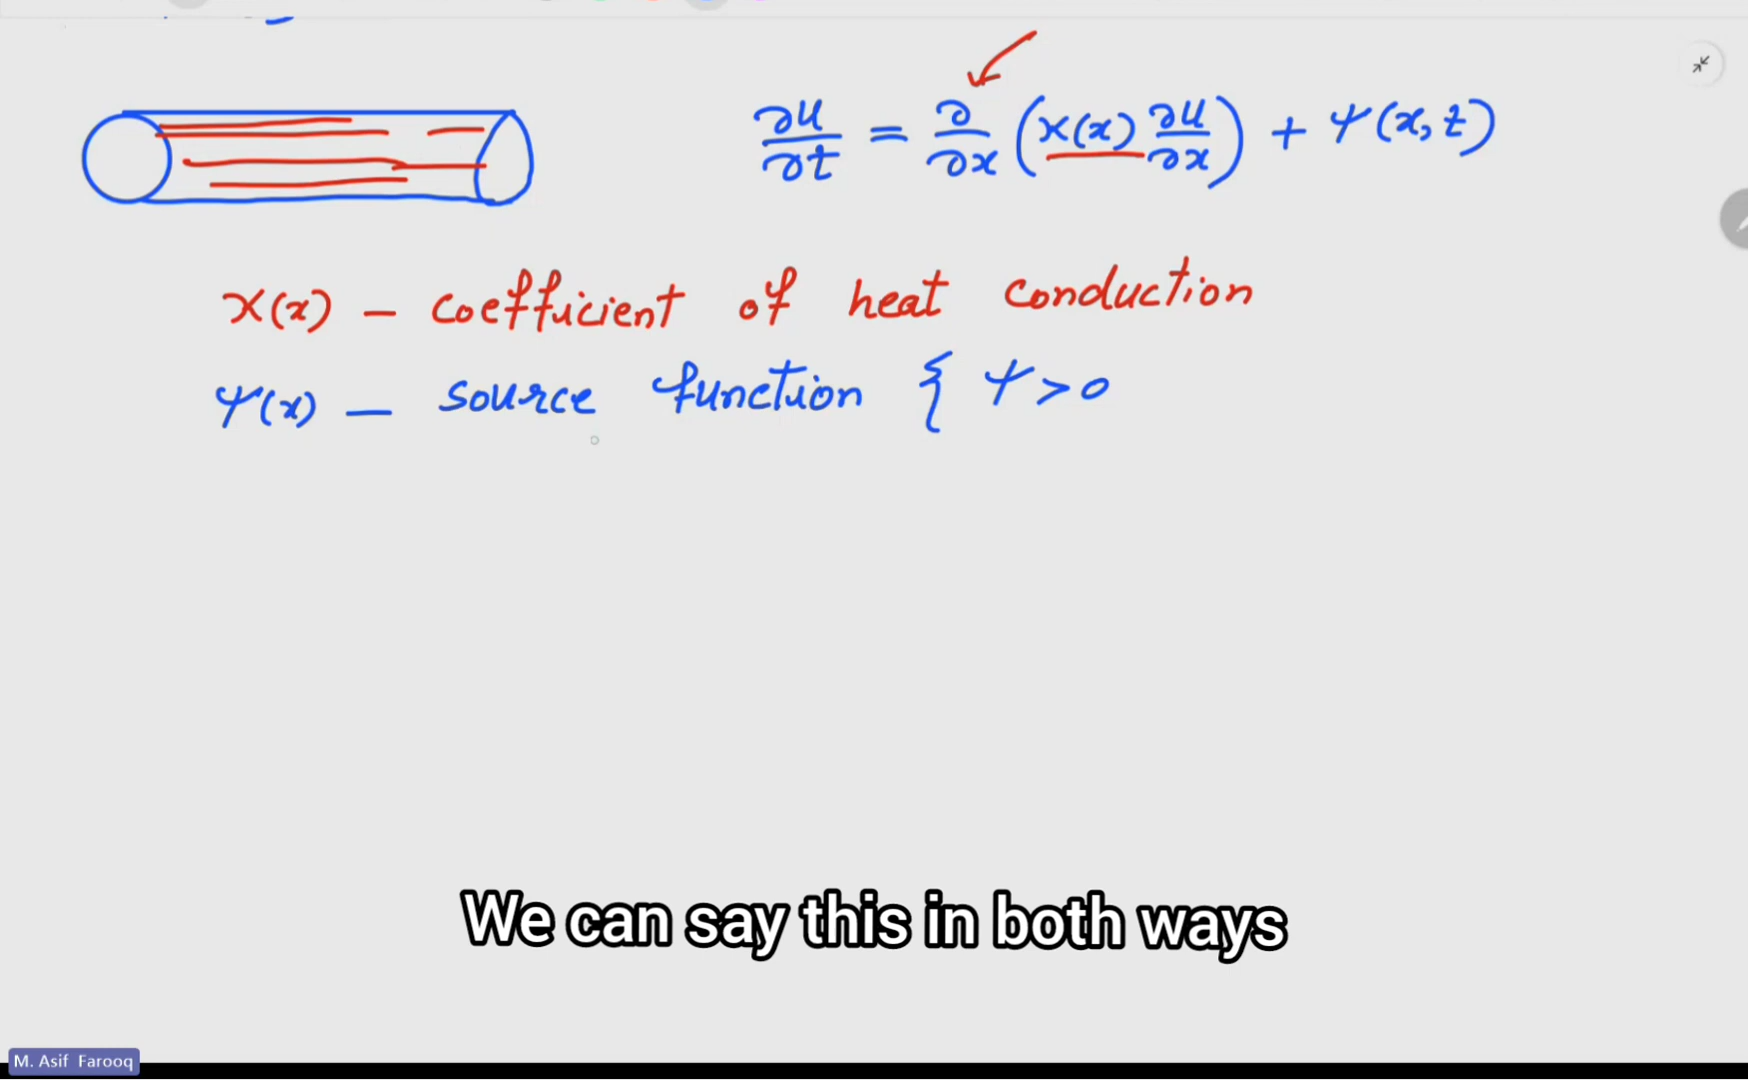 ∂u/∂t = ∂/∂x (x(x) ∂u/∂x) + ψ(x,t)
x(x) – coefficient of heat conduction
ψ(x) – source function { ψ>0
We can say this in both ways
M. Asif Farooq